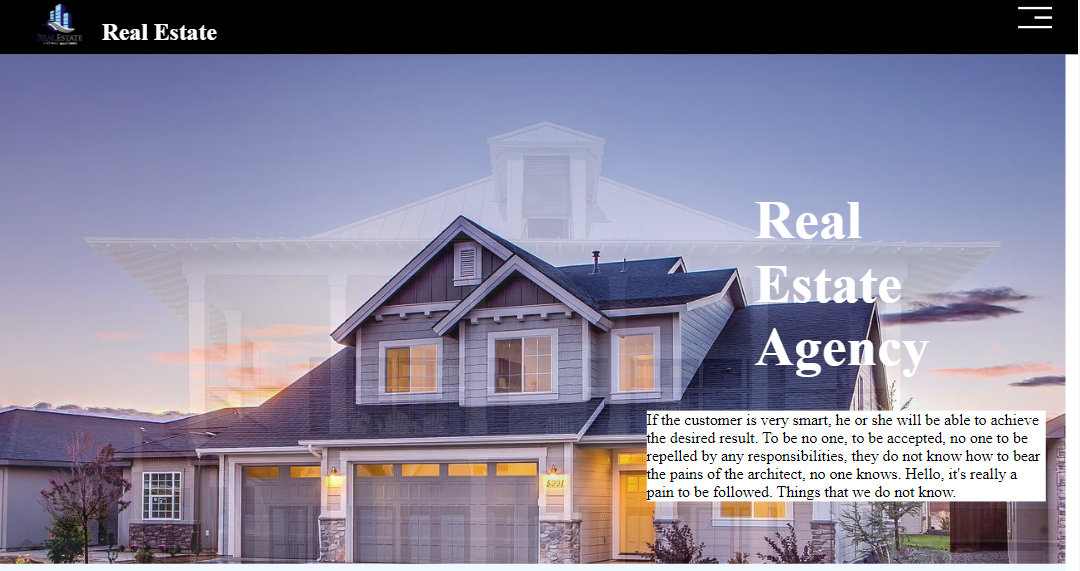 REAL ESTATE
Real Estate
Real
Estate
Agency
If the customer is very smart, he or she will be able to achieve
the desired result. To be no one, to be accepted, no one to be
repelled by any responsibilities, they do not know how to bear
the pains of the architect, no one knows. Hello, it's really a
pain to be followed. Things that we do not know.
5291